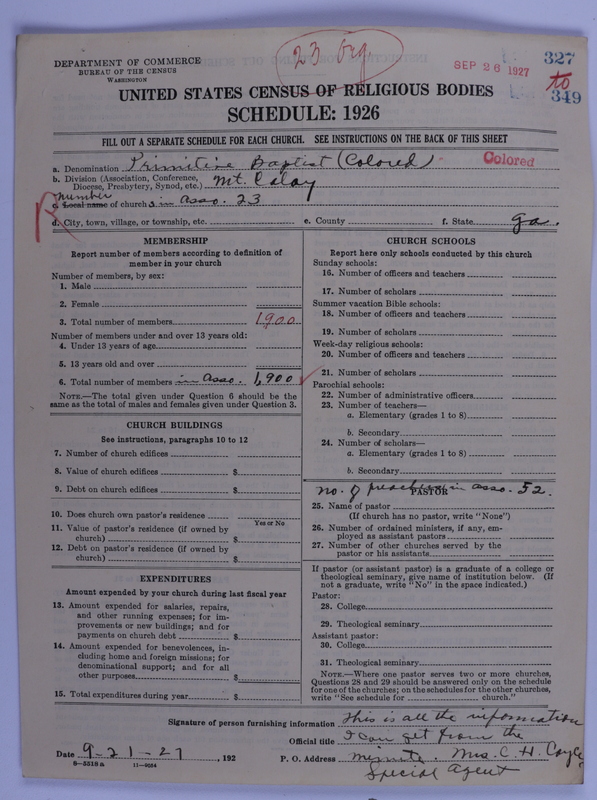 23 org.
DEPARTMENT OF COMMERCE
BUREAU OF THE CENSUS
WASHINGTON
SEP 26 1927
327
to
349
UNITED STATES CENSUS OF RELIGIOUS BODIES
SCHEDULE: 1926
FILL OUT A SEPARATE SCHEDULE FOR EACH CHURCH. SEE INSTRUCTIONS ON THE BACK OF THIS SHEET
a. Denomination Primitive Baptist (Colored)
Colored
b. Division (Association, Conference, Diocese, Presbytery, Synod, etc.) Mt. Calay
Number
c. Local name of church s in asso. 23
d. City, town, village, or township, etc. e. County f. State Ga.
MEMBERSHIP
Report number of members according to definition of
member in your church
Number of members, by sex:
1. Male
2. Female
3. Total number of members 1,900
Number of members under and over 13 years old:
4. Under 13 years of age
5. 13 years old and over
6. Total number of members in asso. 1,900
NOTE.—The total given under Question 6 should be the
same as the total of males and females given under Question 3.
CHURCH BUILDINGS
See instructions, paragraphs 10 to 12
7. Number of church edifices
8. Value of church edifices $
9. Debt on church edifices $
10. Does church own pastor's residence
Yes or No
11. Value of pastor's residence (if owned by
church) $
12. Debt on pastor's residence (if owned by
church) $
EXPENDITURES
Amount expended by your church during last fiscal year
13. Amount expended for salaries, repairs,
and other running expenses; for im-
provements or new buildings; and for
payments on church debt $
14. Amount expended for benevolences, in-
cluding home and foreign missions; for
denominational support; and for all
other purposes $
15. Total expenditures during year $
CHURCH SCHOOLS
Report here only schools conducted by this church
Sunday schools:
16. Number of officers and teachers
17. Number of scholars
Summer vacation Bible schools:
18. Number of officers and teachers
19. Number of scholars
Week-day religious schools:
20. Number of officers and teachers
21. Number of scholars
Parochial schools:
22. Number of administrative officers
23. Number of teachers—
a. Elementary (grades 1 to 8)
b. Secondary
24. Number of scholars—
a. Elementary (grades 1 to 8)
b. Secondary
no. of preachers in asso. 52.
PASTOR
25. Name of pastor
(If church has no pastor, write "None")
26. Number of ordained ministers, if any, em-
ployed as assistant pastors
27. Number of other churches served by the
pastor or his assistants
If pastor (or assistant pastor) is a graduate of a college or
theological seminary, give name of institution below. (If
not a graduate, write "No" in the space indicated.)
Pastor:
28. College
29. Theological seminary
Assistant pastor:
30. College
31. Theological seminary
NOTE.—Where one pastor serves two or more churches,
Questions 28 and 29 should be answered only on the schedule
for one of the churches; on the schedules for the other churches,
write "See schedule for church."
Signature of person furnishing information This is all the information
Official title I can get from the
Date 9-21-27, 192 P. O. Address minute. Mrs. C. H.
Special Agent
8—5518a 11—9084